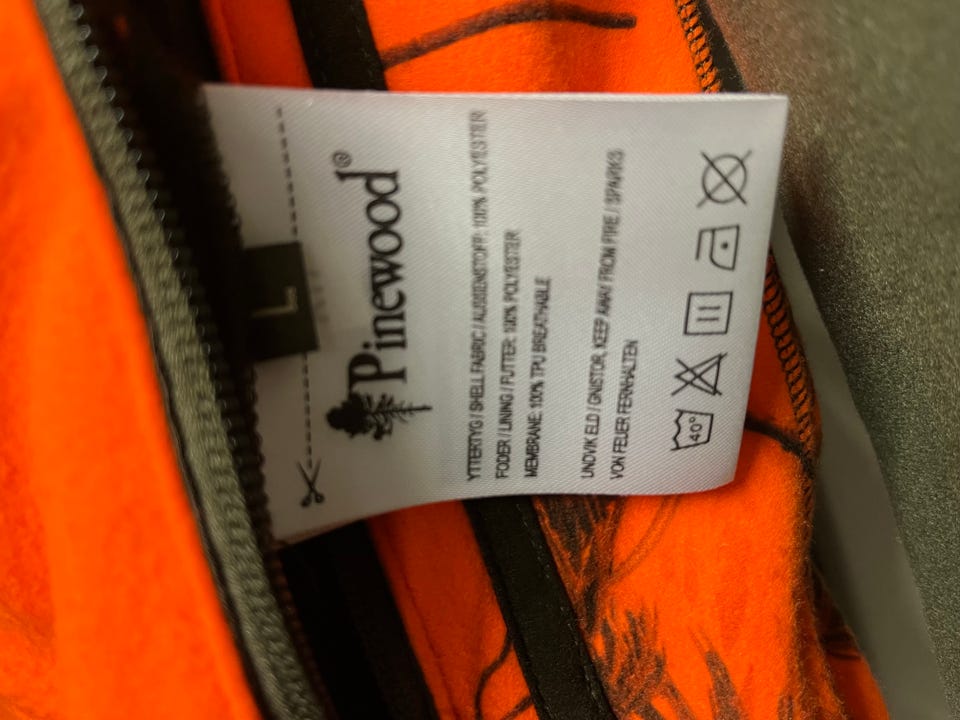 L
Pinewood®
YTTERTYG / SHELL FABRIC / AUSSENSTOFF: 100% POLYESTER
FODER / LINING / FUTTER: 100% POLYESTER
MEMBRANE: 100% TPU BREATHABLE
UNDVIK ELD / GNISTOR, KEEP AWAY FROM FIRE / SPARKS
VON FEUER FERNHALTEN
40°